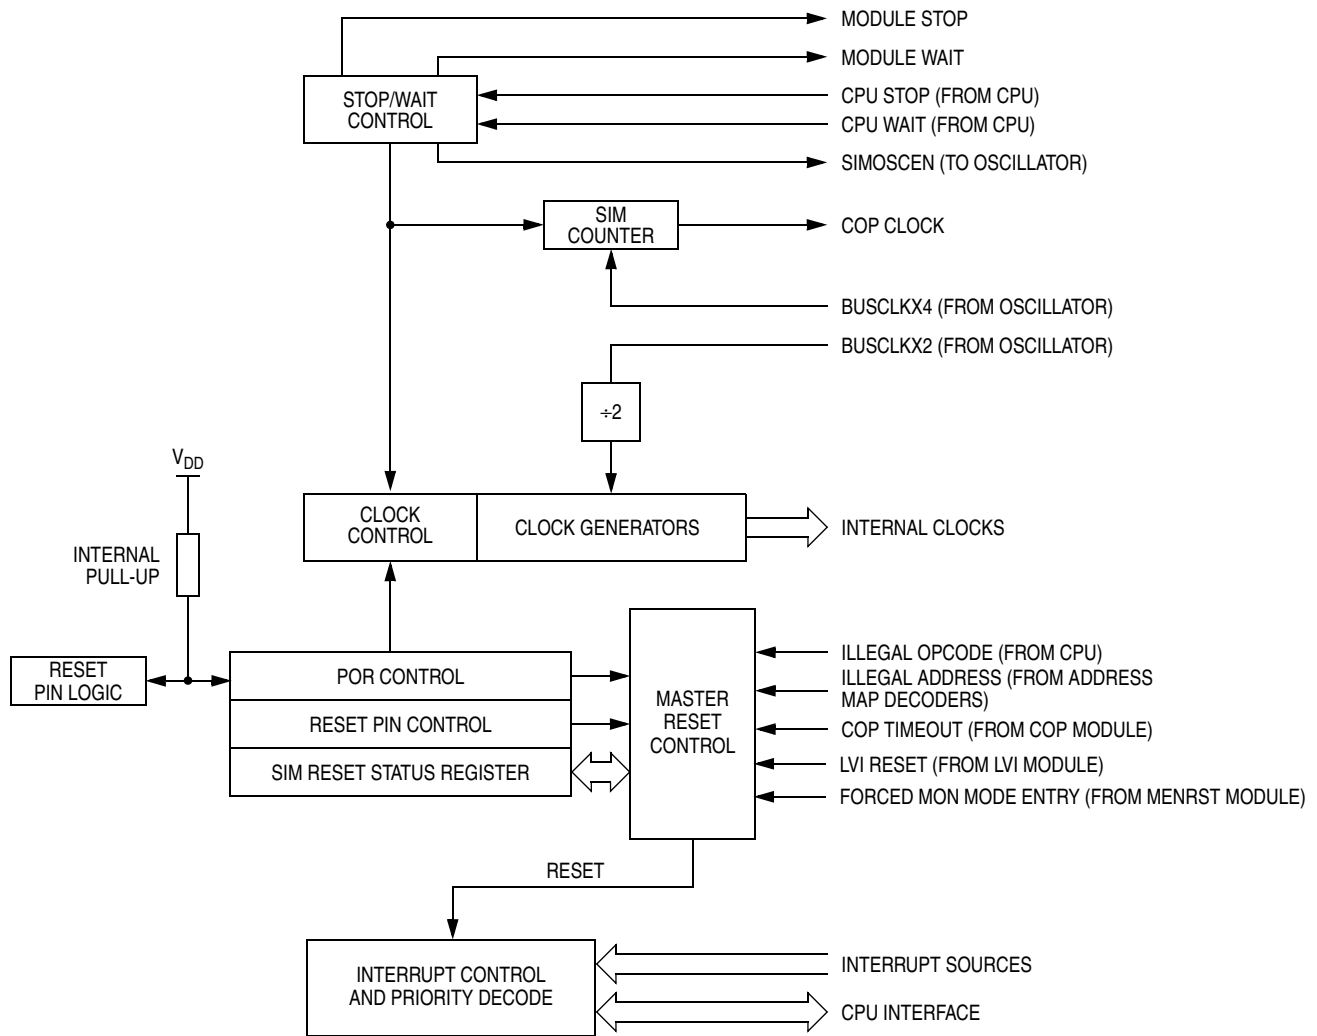 MODULE STOP
MODULE WAIT
STOP/WAIT
CONTROL
CPU STOP (FROM CPU)
CPU WAIT (FROM CPU)
SIMOSCEN (TO OSCILLATOR)
SIM
COUNTER
COP CLOCK
BUSCLKX4 (FROM OSCILLATOR)
BUSCLKX2 (FROM OSCILLATOR)
÷2
VDD
INTERNAL
PULL-UP
CLOCK
CONTROL
CLOCK GENERATORS
INTERNAL CLOCKS
RESET
PIN LOGIC
POR CONTROL
RESET PIN CONTROL
SIM RESET STATUS REGISTER
MASTER
RESET
CONTROL
ILLEGAL OPCODE (FROM CPU)
ILLEGAL ADDRESS (FROM ADDRESS
MAP DECODERS)
COP TIMEOUT (FROM COP MODULE)
LVI RESET (FROM LVI MODULE)
FORCED MON MODE ENTRY (FROM MENRST MODULE)
RESET
INTERRUPT CONTROL
AND PRIORITY DECODE
INTERRUPT SOURCES
CPU INTERFACE